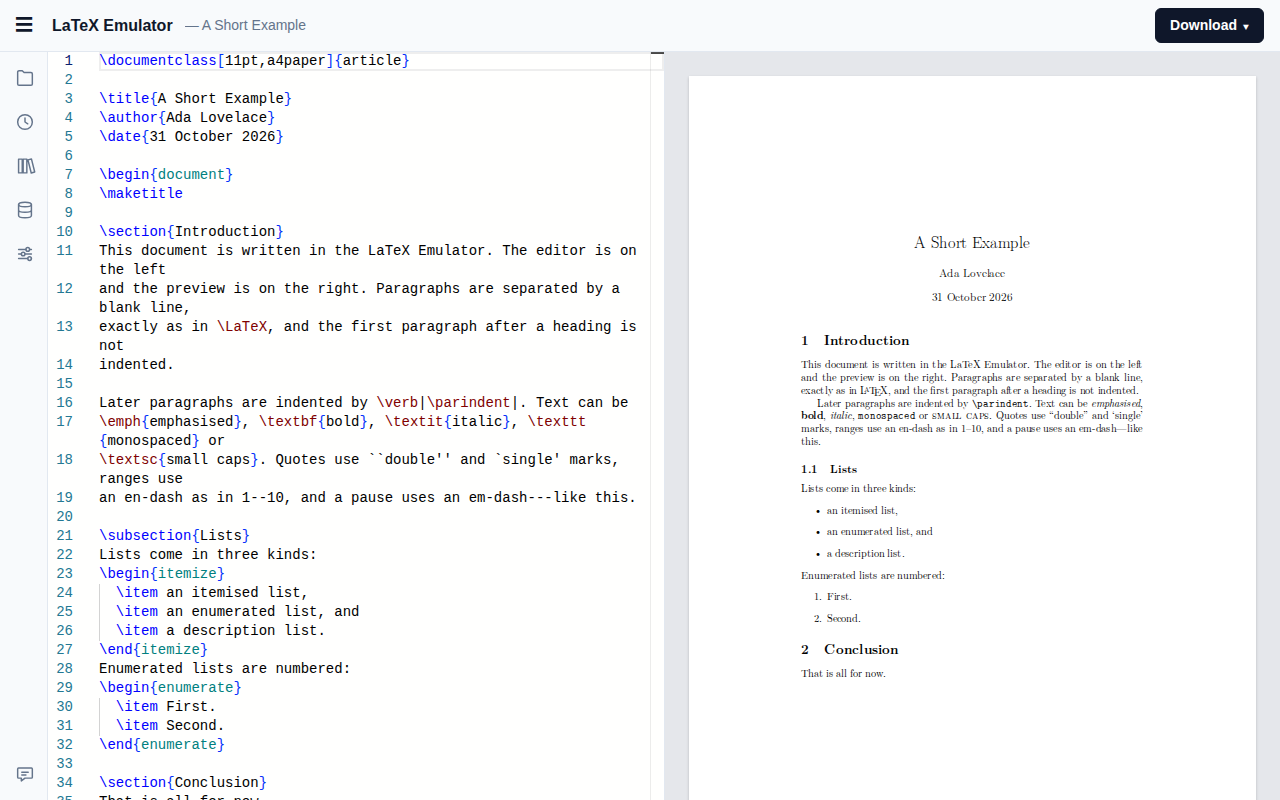 LaTeX Emulator — A Short Example
Download ▾
1 \documentclass[11pt,a4paper]{article}
2
3 \title{A Short Example}
4 \author{Ada Lovelace}
5 \date{31 October 2026}
6
7 \begin{document}
8 \maketitle
9
10 \section{Introduction}
11 This document is written in the LaTeX Emulator. The editor is on
the left
12 and the preview is on the right. Paragraphs are separated by a
blank line,
13 exactly as in \LaTeX, and the first paragraph after a heading is
not
14 indented.
15
16 Later paragraphs are indented by \verb|\parindent|. Text can be
17 \emph{emphasised}, \textbf{bold}, \textit{italic}, \texttt
{monospaced} or
18 \textsc{small caps}. Quotes use ``double'' and `single' marks,
ranges use
19 an en-dash as in 1--10, and a pause uses an em-dash---like this.
20
21 \subsection{Lists}
22 Lists come in three kinds:
23 \begin{itemize}
24 \item an itemised list,
25 \item an enumerated list, and
26 \item a description list.
27 \end{itemize}
28 Enumerated lists are numbered:
29 \begin{enumerate}
30 \item First.
31 \item Second.
32 \end{enumerate}
33
34 \section{Conclusion}
35 That is all for now.
A Short Example
Ada Lovelace
31 October 2026
1 Introduction
This document is written in the LaTeX Emulator. The editor is on the left
and the preview is on the right. Paragraphs are separated by a blank line,
exactly as in LaTeX, and the first paragraph after a heading is not indented.
Later paragraphs are indented by \parindent. Text can be emphasised,
bold, italic, monospaced or SMALL CAPS. Quotes use “double” and ‘single’
marks, ranges use an en-dash as in 1–10, and a pause uses an em-dash—like
this.
1.1 Lists
Lists come in three kinds:
• an itemised list,
• an enumerated list, and
• a description list.
Enumerated lists are numbered:
1. First.
2. Second.
2 Conclusion
That is all for now.